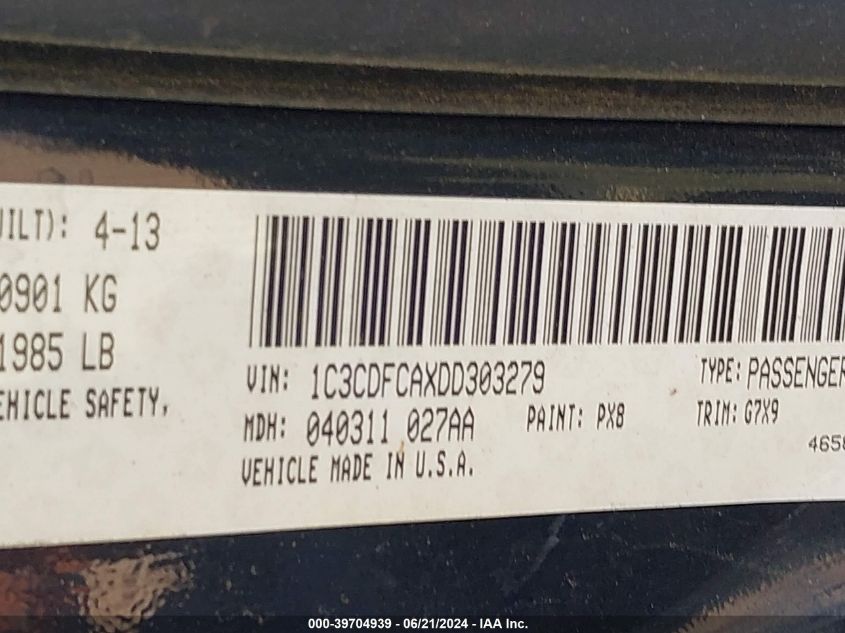 UILT): 4-13
0901 KG
1985 LB
EHICLE SAFETY,
VIN: 1C3CDFCAXDD303279 TYPE: PASSENGER
MDH: 040311 027AA PAINT: PX8 TRIM: G7X9
4658
VEHICLE MADE IN U.S.A.
000-39704939 - 06/21/2024 - IAA Inc.